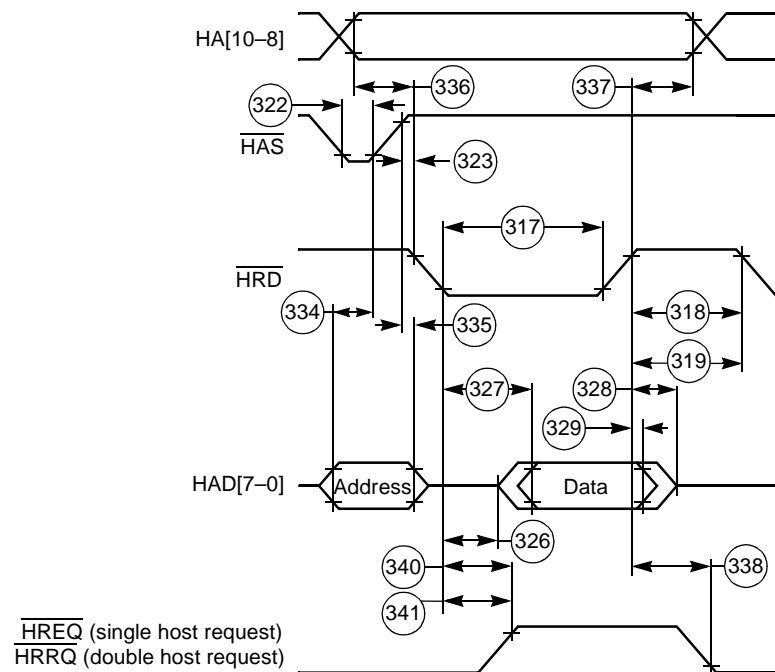 HA[10–8]
336
337
322
HAS
323
317
HRD
334
335
318
319
327
328
329
HAD[7–0]
Address
Data
326
340
338
341
HREQ (single host request)
HRRQ (double host request)